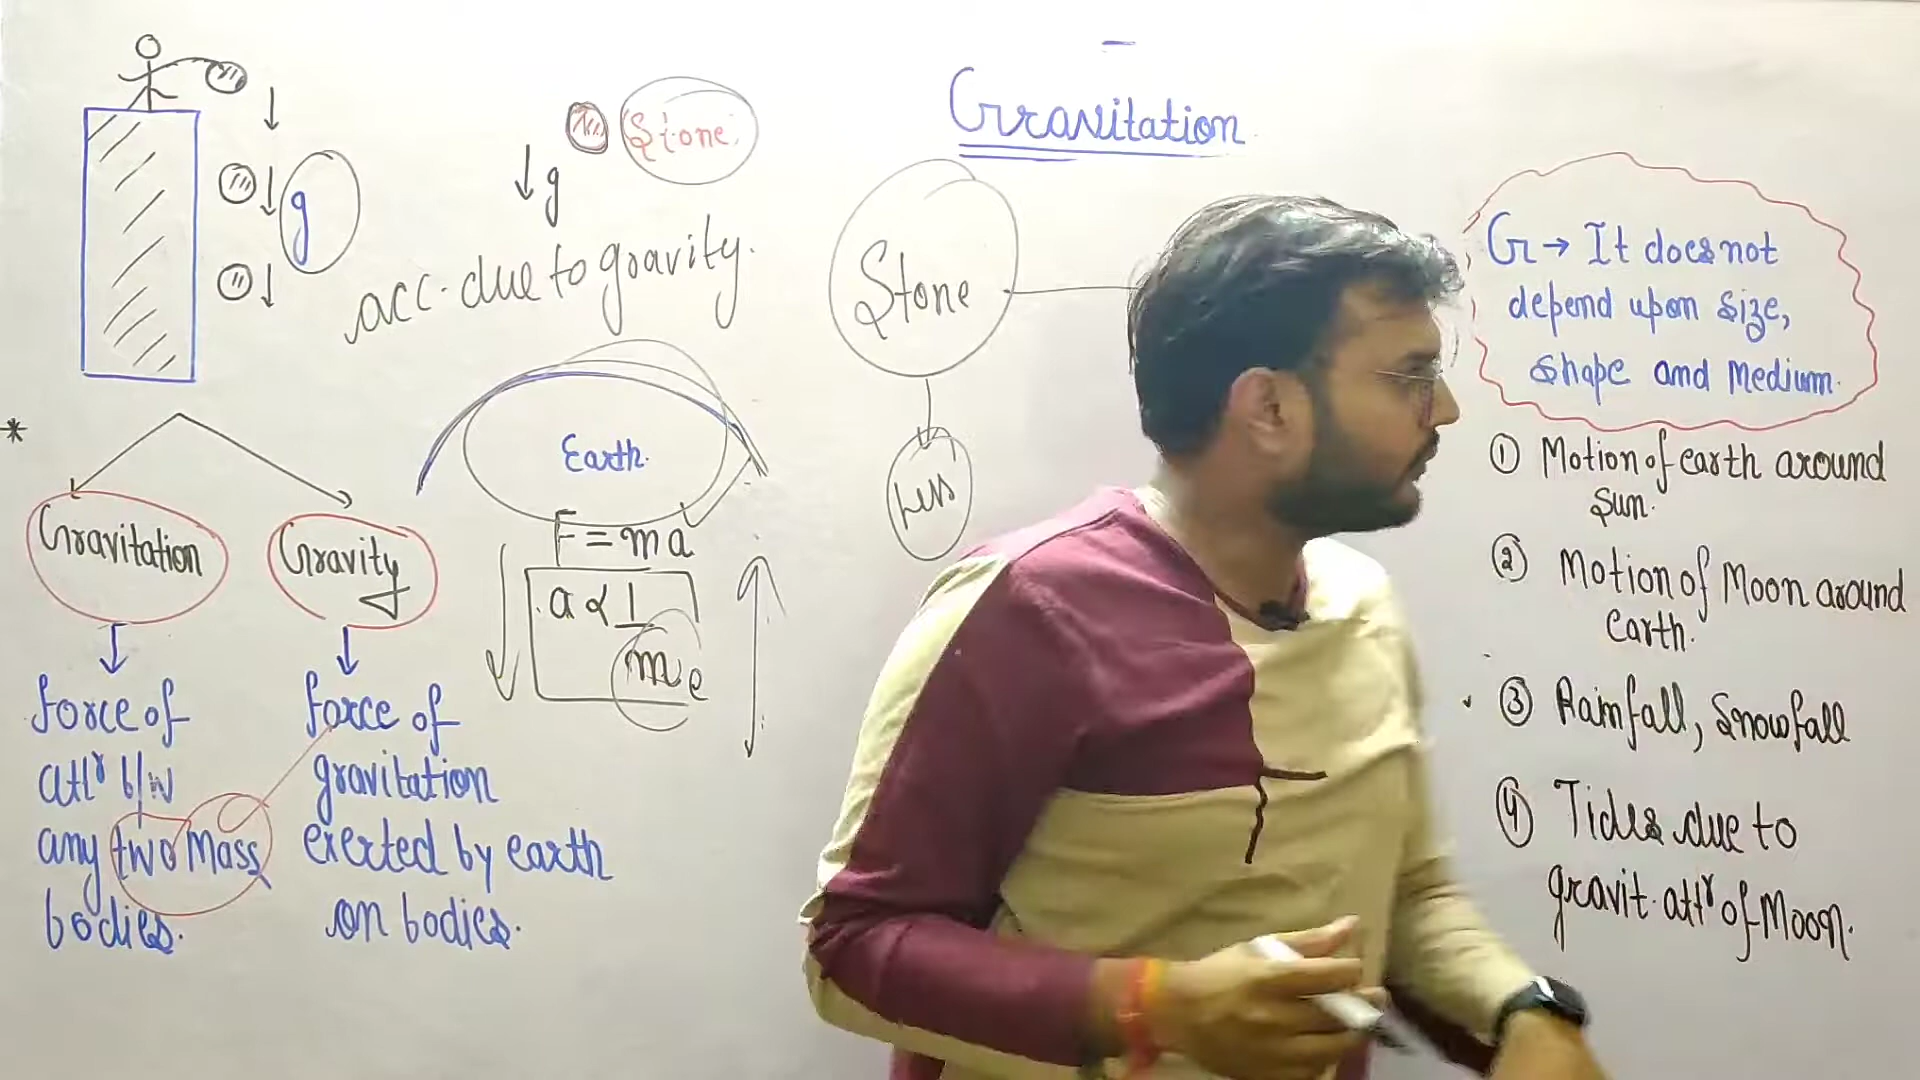 Gravitation
Stone
g
g
acc. due to gravity.
Stone
Less
Earth.
F = ma
a ∝ 1
me
*
Gravitation
Gravity
force of
attⁿ b/w
any two Mass
bodies.
force of
gravitation
exerted by earth
on bodies.
G → It does not
depend upon size,
shape and Medium.
① Motion of earth around
Sun.
② Motion of Moon around
earth.
③ Rainfall, Snowfall
④ Tides due to
gravit. attⁿ of Moon.